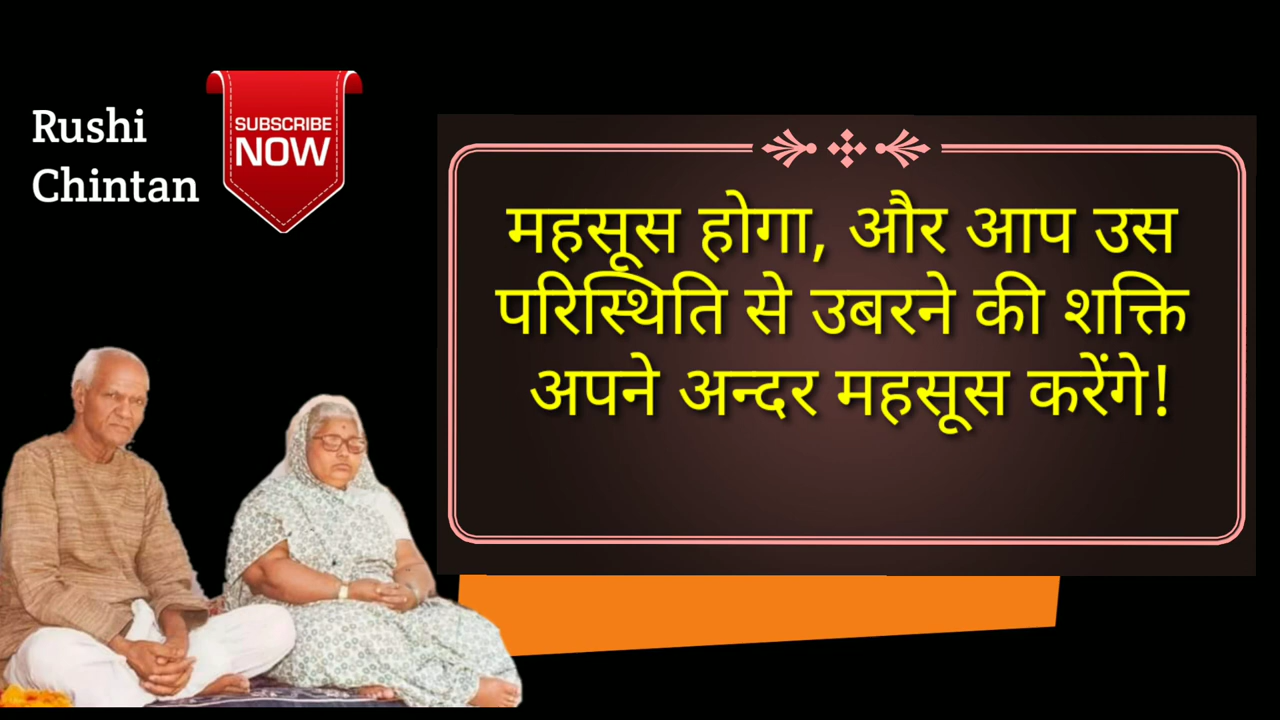 Rushi
Chintan
SUBSCRIBE
NOW
महसूस होगा, और आप उस
परिस्थिति से उबरने की शक्ति
अपने अन्दर महसूस करेंगे!